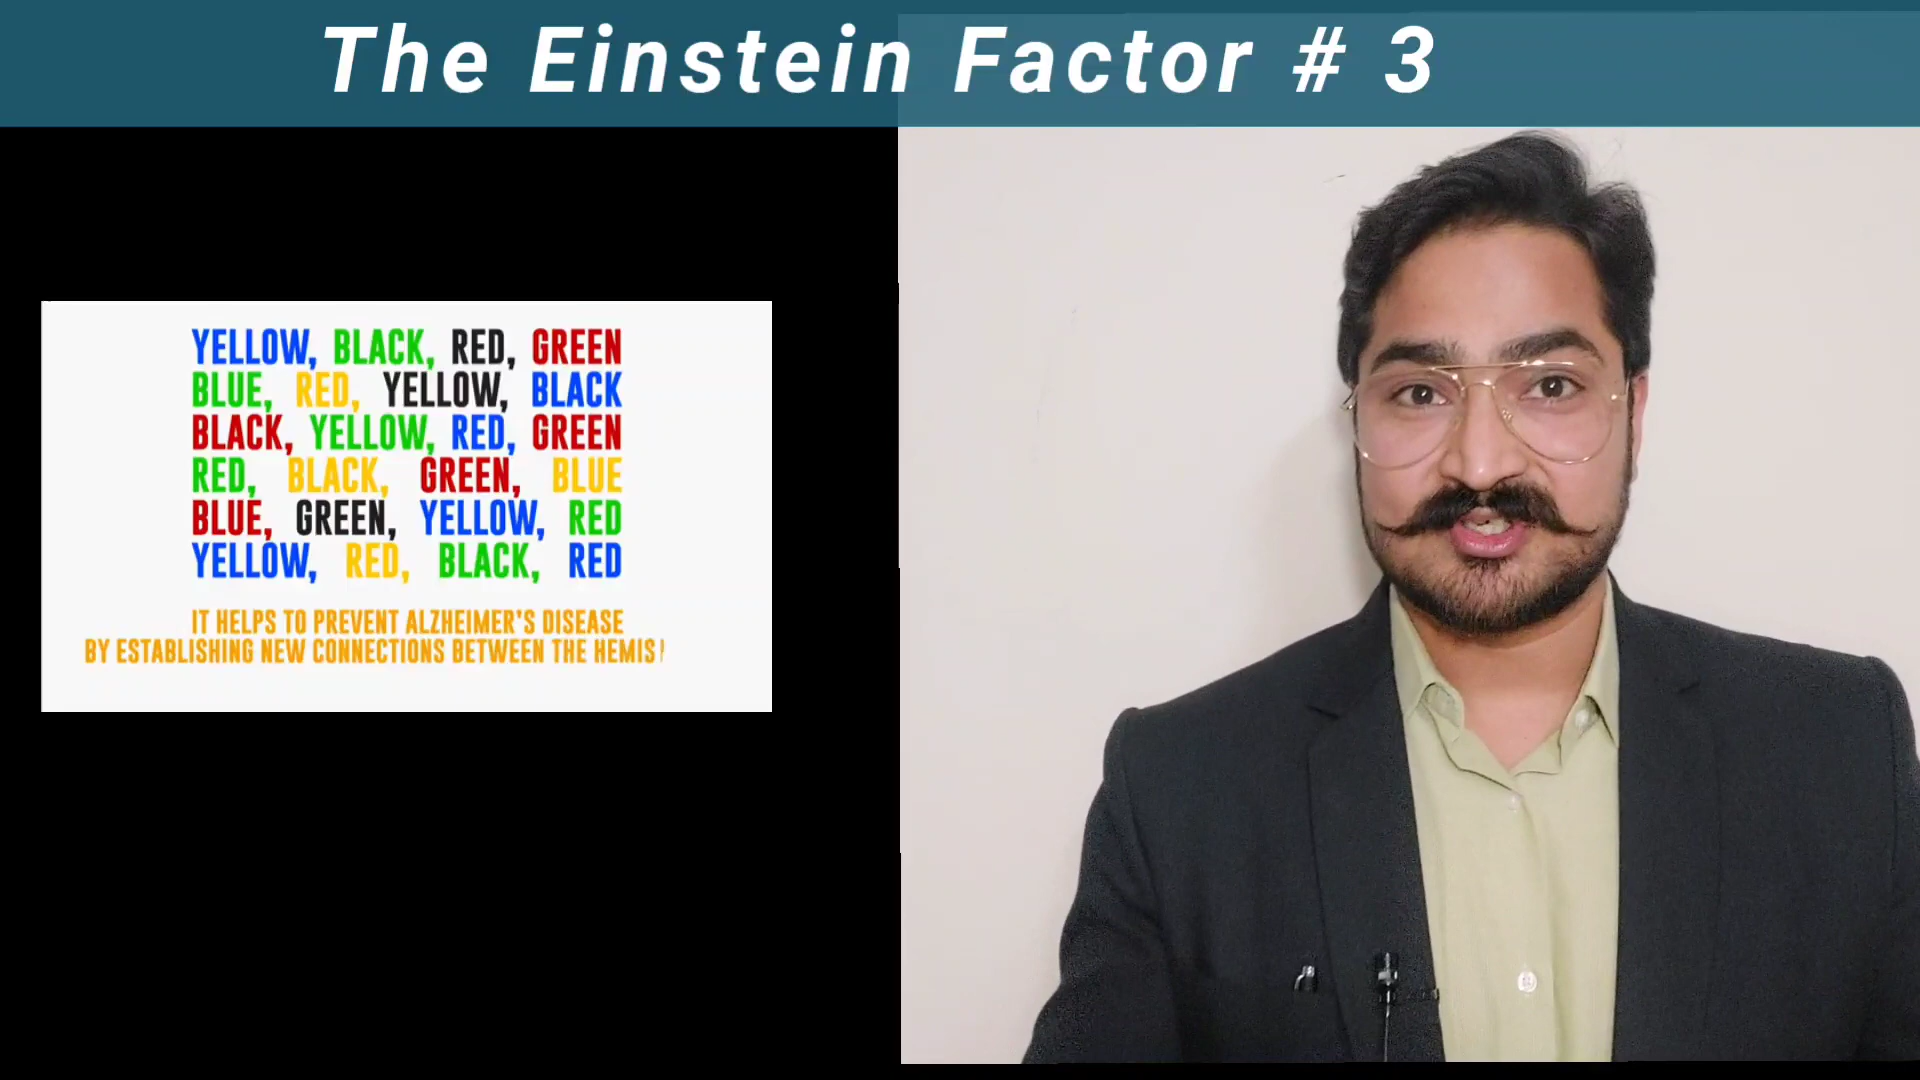 The Einstein Factor # 3
YELLOW, BLACK, RED, GREEN
BLUE, RED, YELLOW, BLACK
BLACK, YELLOW, RED, GREEN
RED, BLACK, GREEN, BLUE
BLUE, GREEN, YELLOW, RED
YELLOW, RED, BLACK, RED
IT HELPS TO PREVENT ALZHEIMER'S DISEASE
BY ESTABLISHING NEW CONNECTIONS BETWEEN THE HEMIS